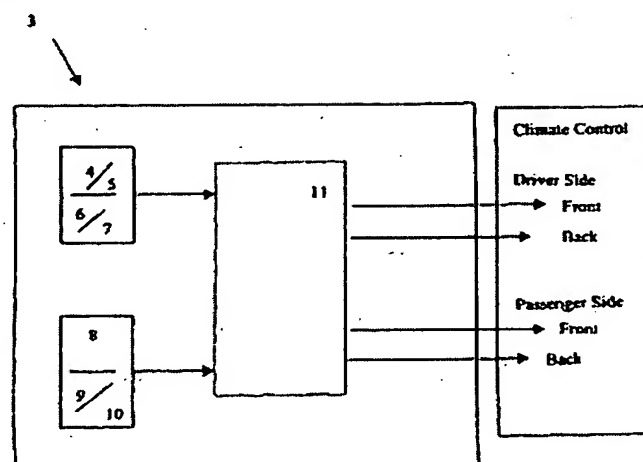 3
Climate Control
4/5
6/7
11
Driver Side
Front
Back
8
9/10
Passenger Side
Front
Back